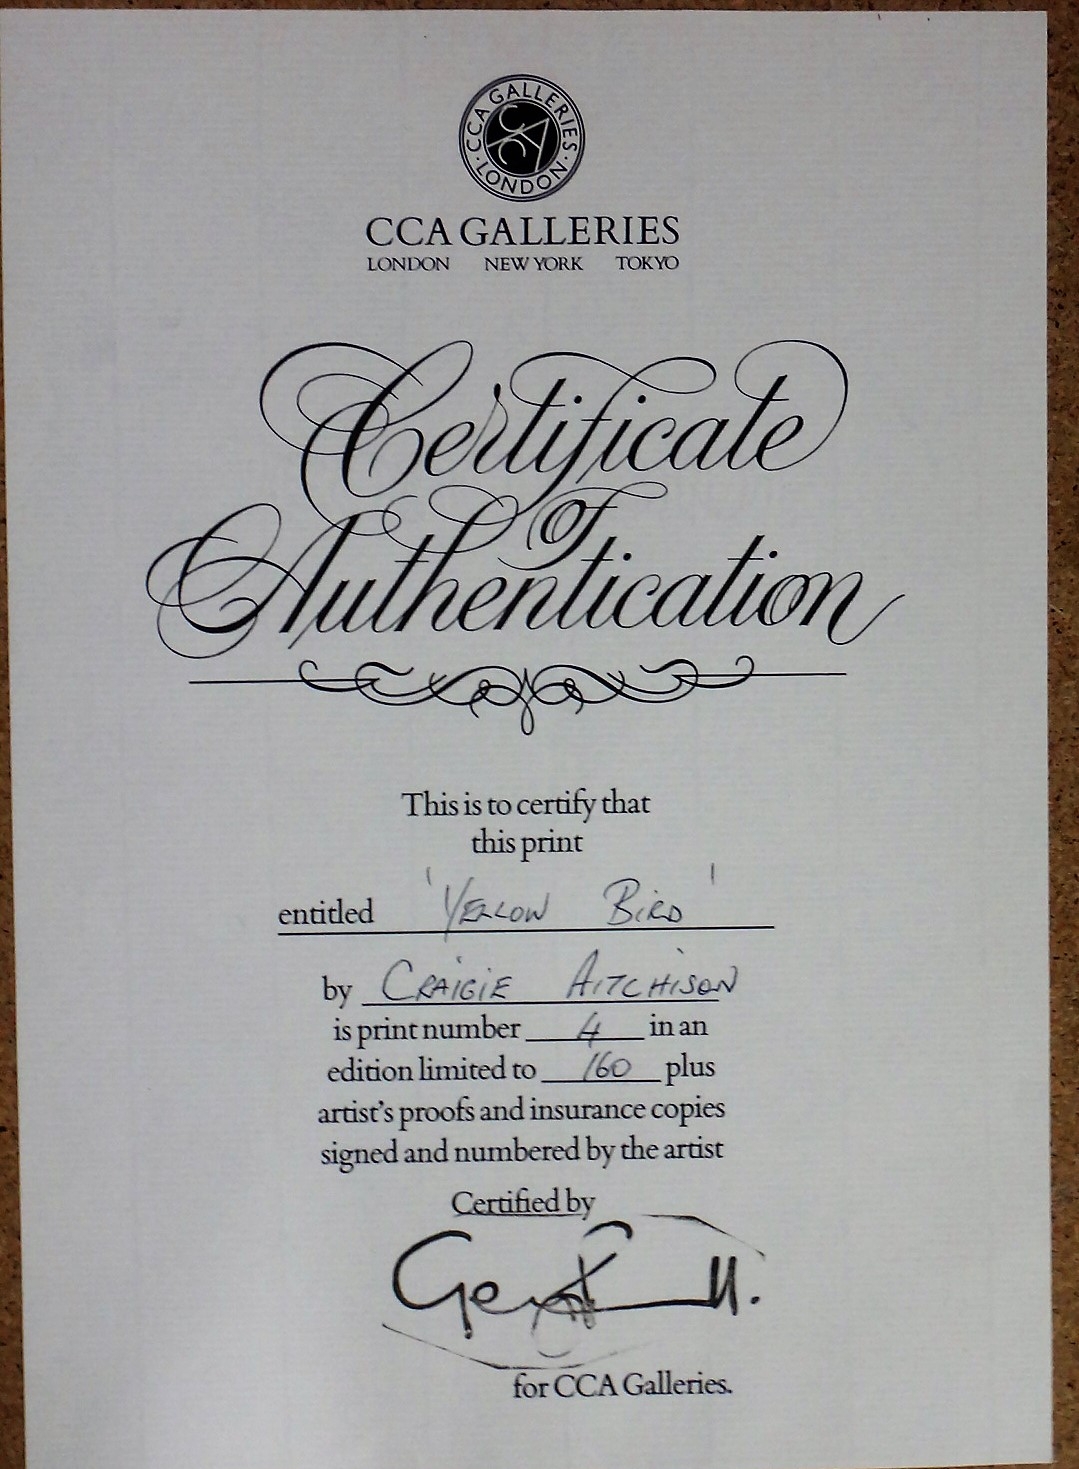 CCA GALLERIES · LONDON ·
CCA GALLERIES
LONDON NEW YORK TOKYO
Certificate
Of
Authentication
This is to certify that
this print
entitled 'YELLOW BIRD'
by CRAIGIE AITCHISON
is print number 4 in an
edition limited to 160 plus
artist's proofs and insurance copies
signed and numbered by the artist
Certified by
for CCA Galleries.